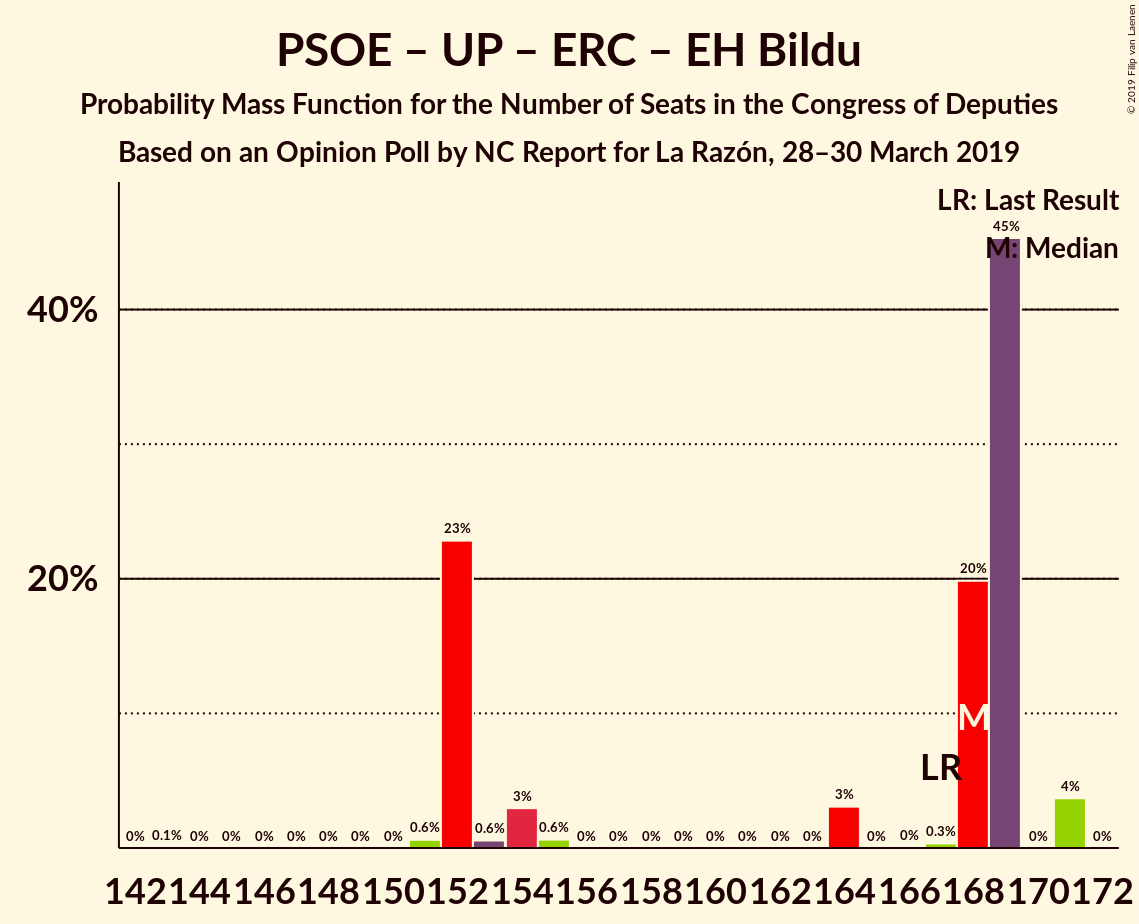 PSOE – UP – ERC – EH Bildu
Probability Mass Function for the Number of Seats in the Congress of Deputies
Based on an Opinion Poll by NC Report for La Razón, 28–30 March 2019
© 2019 Filip van Laenen
LR: Last Result
M: Median
40%
20%
0% 0.1% 0% 0% 0% 0% 0% 0% 0% 0.6% 23% 0.6% 3% 0.6% 0% 0% 0% 0% 0% 0% 0% 0% 3% 0% 0% 0.3% 20% 45% 0% 4% 0%
LR
M
142 144 146 148 150 152 154 156 158 160 162 164 166 168 170 172